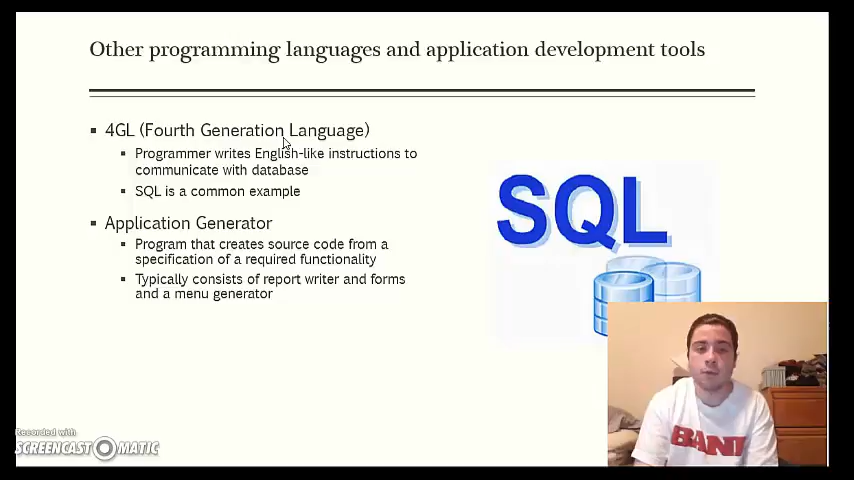 Other programming languages and application development tools
4GL (Fourth Generation Language)
Programmer writes English-like instructions to
communicate with database
SQL is a common example
Application Generator
Program that creates source code from a
specification of a required functionality
Typically consists of report writer and forms
and a menu generator
SQL
Recorded with
SCREENCAST MATIC